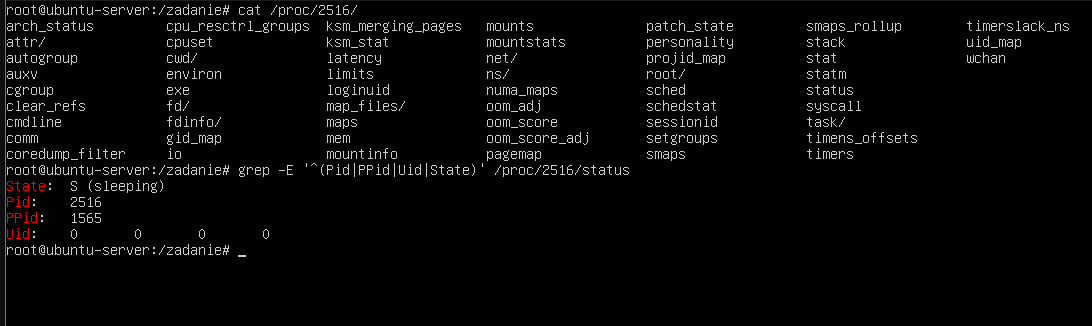 root@ubuntu-server:/zadanie# cat /proc/2516/
arch_status cpu_resctrl_groups ksm_merging_pages mounts patch_state smaps_rollup timerslack_ns
attr/ cpuset ksm_stat mountstats personality stack uid_map
autogroup cwd/ latency net/ projid_map stat wchan
auxv environ limits ns/ root/ statm
cgroup exe loginuid numa_maps sched status
clear_refs fd/ map_files/ oom_adj schedstat syscall
cmdline fdinfo/ maps oom_score sessionid task/
comm gid_map mem oom_score_adj setgroups timens_offsets
coredump_filter io mountinfo pagemap smaps timers
root@ubuntu-server:/zadanie# grep -E '^(Pid|PPid|Uid|State)' /proc/2516/status
State: S (sleeping)
Pid: 2516
PPid: 1565
Uid: 0 0 0 0
root@ubuntu-server:/zadanie# _